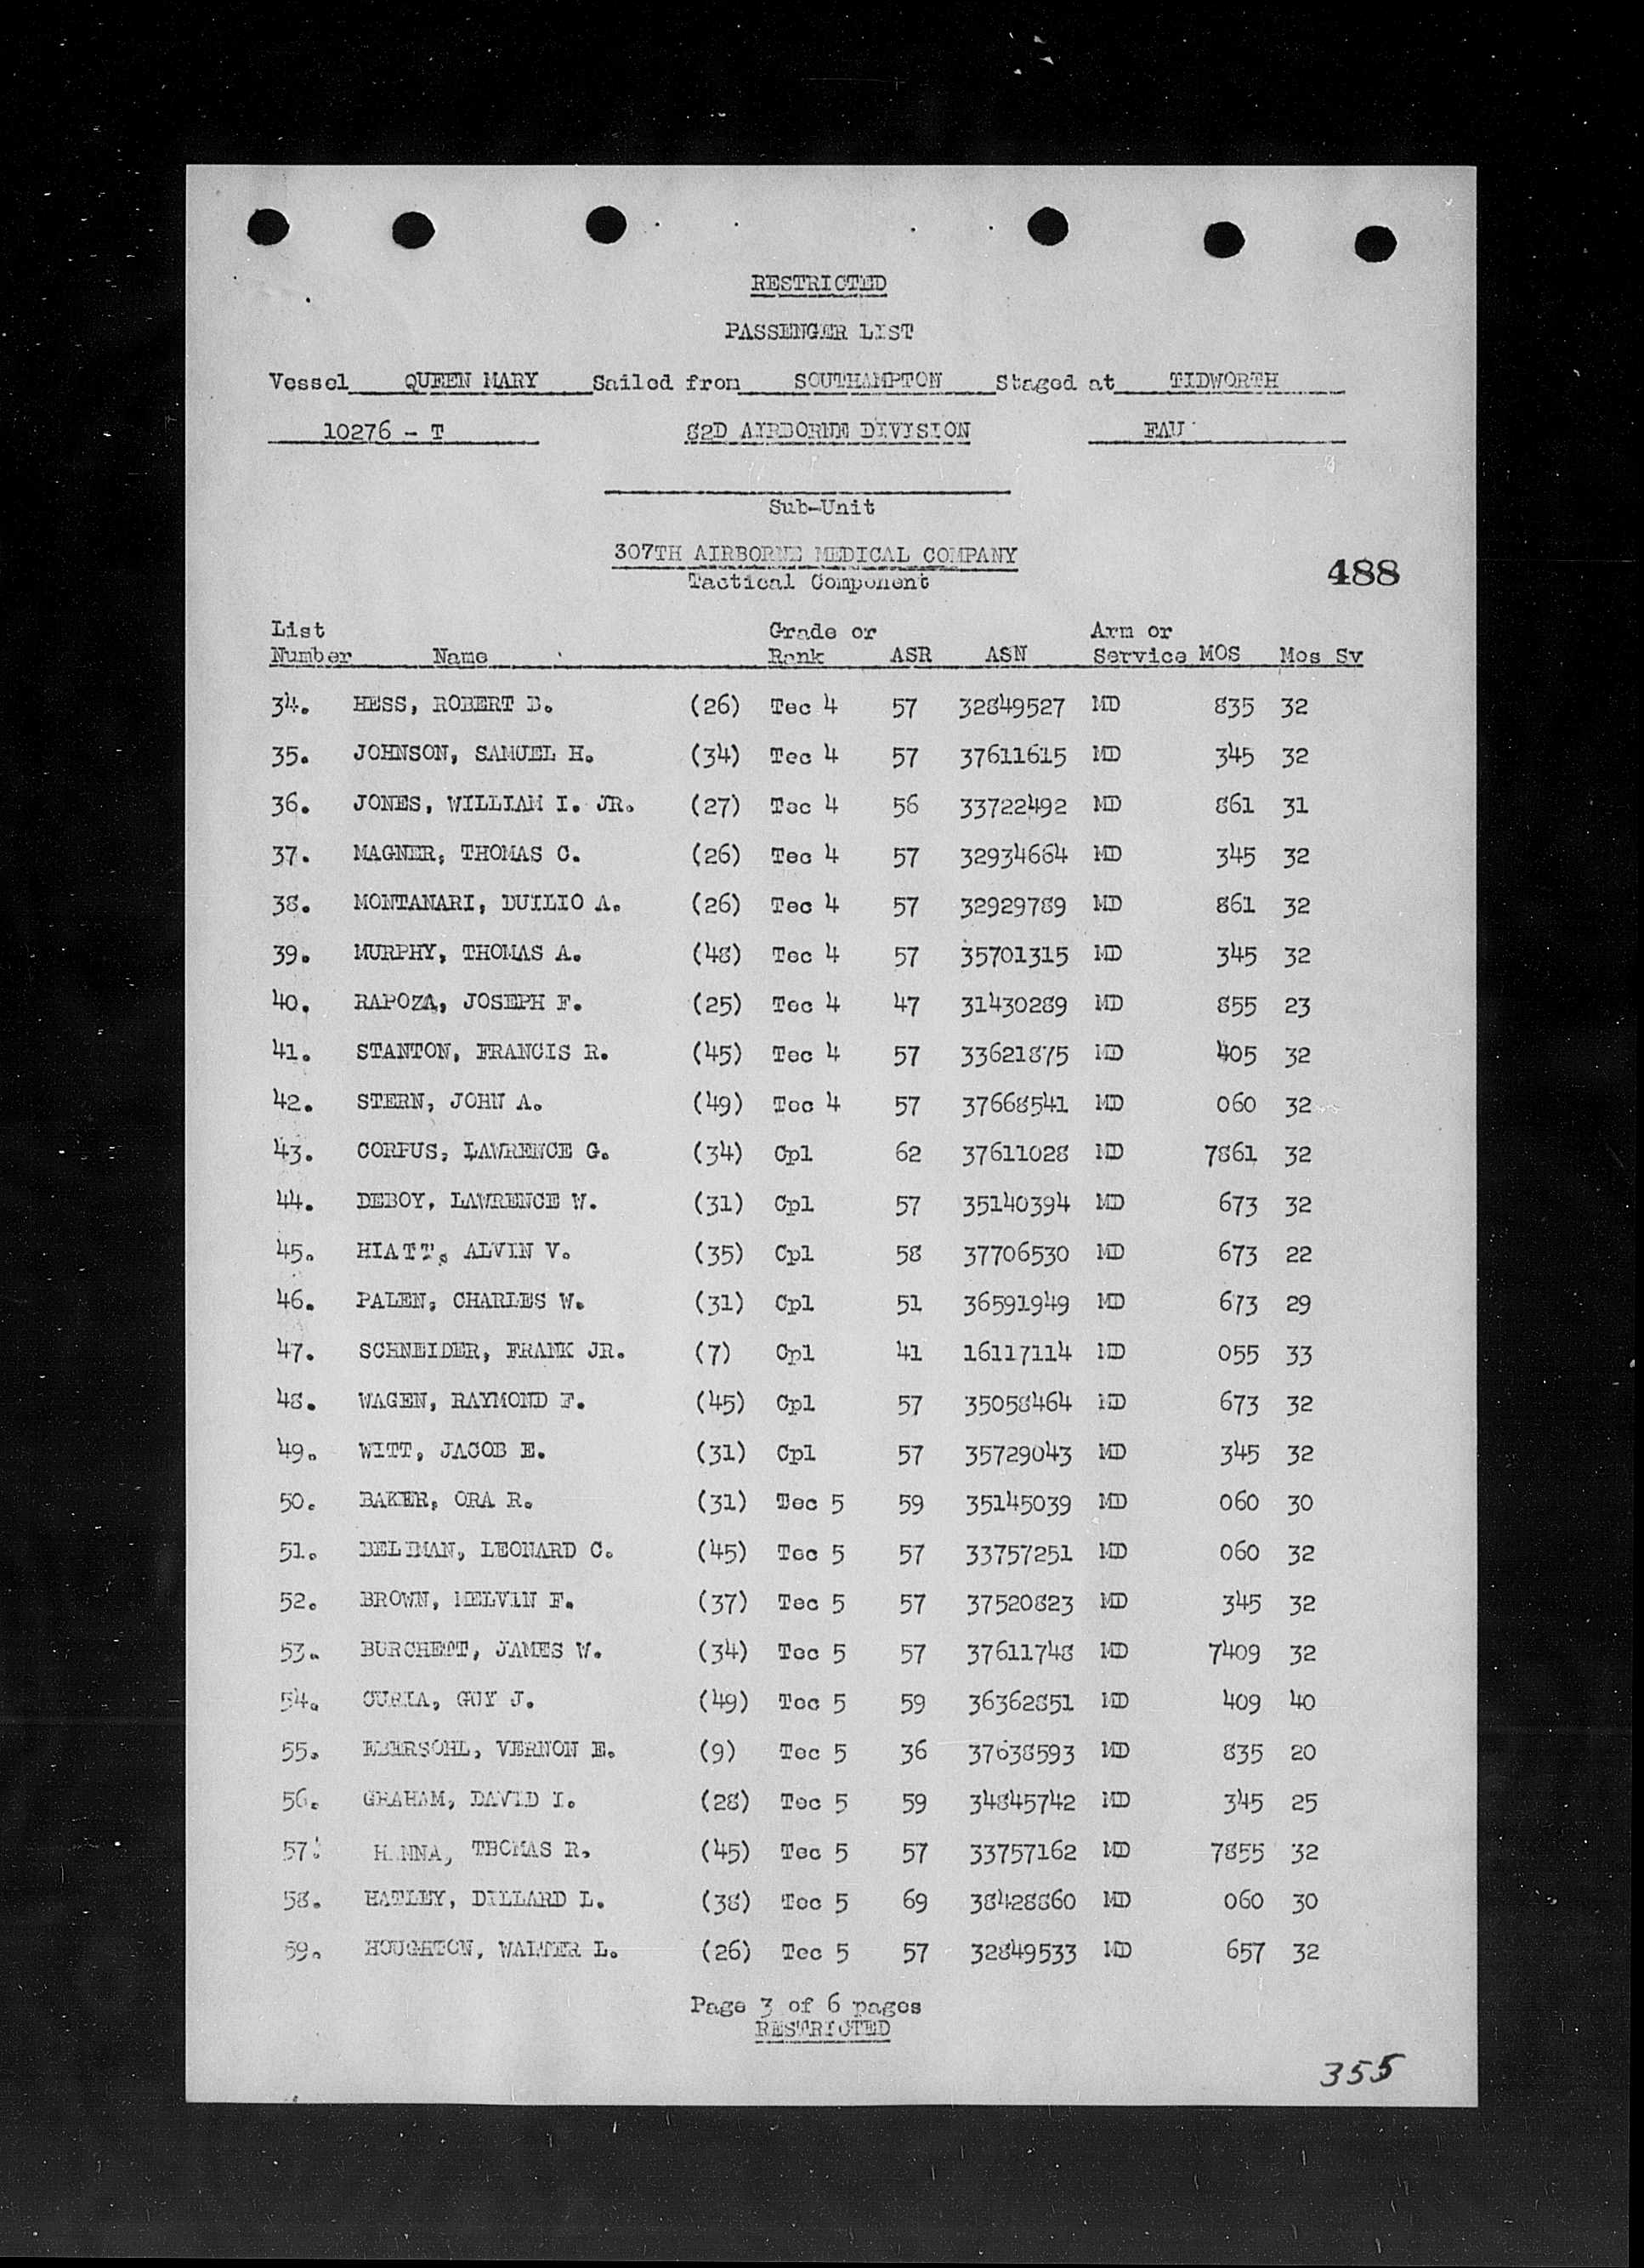 RESTRICTED
PASSENGER LIST
Vessel QUEEN MARY Sailed from SOUTHAMPTON Staged at TIDWORTH
10276 - T 82D AIRBORNE DIVISION FAU
Sub-Unit
307TH AIRBORNE MEDICAL COMPANY
Tactical Component
488
List Grade or Arm or
Number Name Rank ASR ASN Service MOS Mos Sv
34. HESS, ROBERT B. (26) Tec 4 57 32849527 MD 835 32
35. JOHNSON, SAMUEL H. (34) Tec 4 57 37611615 MD 345 32
36. JONES, WILLIAM I. JR. (27) Tec 4 56 33722492 MD 861 31
37. MAGNER, THOMAS C. (26) Tec 4 57 32934664 MD 345 32
38. MONTANARI, DUILIO A. (26) Tec 4 57 32929789 MD 861 32
39. MURPHY, THOMAS A. (48) Tec 4 57 35701315 MD 345 32
40. RAPOZA, JOSEPH F. (25) Tec 4 47 31430289 MD 855 23
41. STANTON, FRANCIS R. (45) Tec 4 57 33621875 MD 405 32
42. STERN, JOHN A. (49) Tec 4 57 37668541 MD 060 32
43. CORPUS, LAWRENCE G. (34) Cpl 62 37611028 MD 7861 32
44. DEBOY, LAWRENCE W. (31) Cpl 57 35140394 MD 673 32
45. HIATT, ALVIN V. (35) Cpl 58 37706530 MD 673 22
46. PALEN, CHARLES W. (31) Cpl 51 36591949 MD 673 29
47. SCHNEIDER, FRANK JR. (7) Cpl 41 16117114 MD 055 33
48. WAGEN, RAYMOND F. (45) Cpl 57 35058464 MD 673 32
49. WITT, JACOB E. (31) Cpl 57 35729043 MD 345 32
50. BAKER, ORA R. (31) Tec 5 59 35145039 MD 060 30
51. LEONARD C. (45) Tec 5 57 33757251 MD 060 32
52. BROWN, MELVIN F. (37) Tec 5 57 37520823 MD 345 32
53. BURCHETT, JAMES W. (34) Tec 5 57 37611748 MD 7409 32
54. CURIA, GUY J. (49) Tec 5 59 36362851 MD 409 40
55. EBERSOHL, VERNON E. (9) Tec 5 36 37638593 MD 835 20
56. GRAHAM, DAVID I. (28) Tec 5 59 34845742 MD 345 25
57. HANNA, THOMAS R. (45) Tec 5 57 33757162 MD 7855 32
58. HATLEY, DILLARD L. (38) Tec 5 69 38428860 MD 060 30
59. HOUGHTON, WALTER L. (26) Tec 5 57 32849533 MD 657 32
Page 3 of 6 pages
RESTRICTED
355